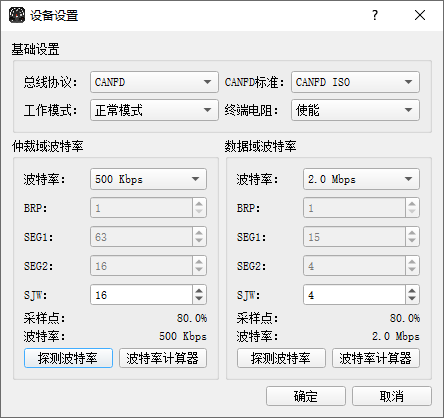 设备设置
基础设置
总线协议： CANFD CANFD标准： CANFD ISO
工作模式： 正常模式 终端电阻： 使能
仲裁域波特率 数据域波特率
波特率： 500 Kbps 波特率： 2.0 Mbps
BRP： 1 BRP： 1
SEG1： 63 SEG1： 15
SEG2： 16 SEG2： 4
SJW： 16 SJW： 4
采样点： 80.0% 采样点： 80.0%
波特率： 500 Kbps 波特率： 2.0 Mbps
探测波特率 波特率计算器 探测波特率 波特率计算器
确定 取消